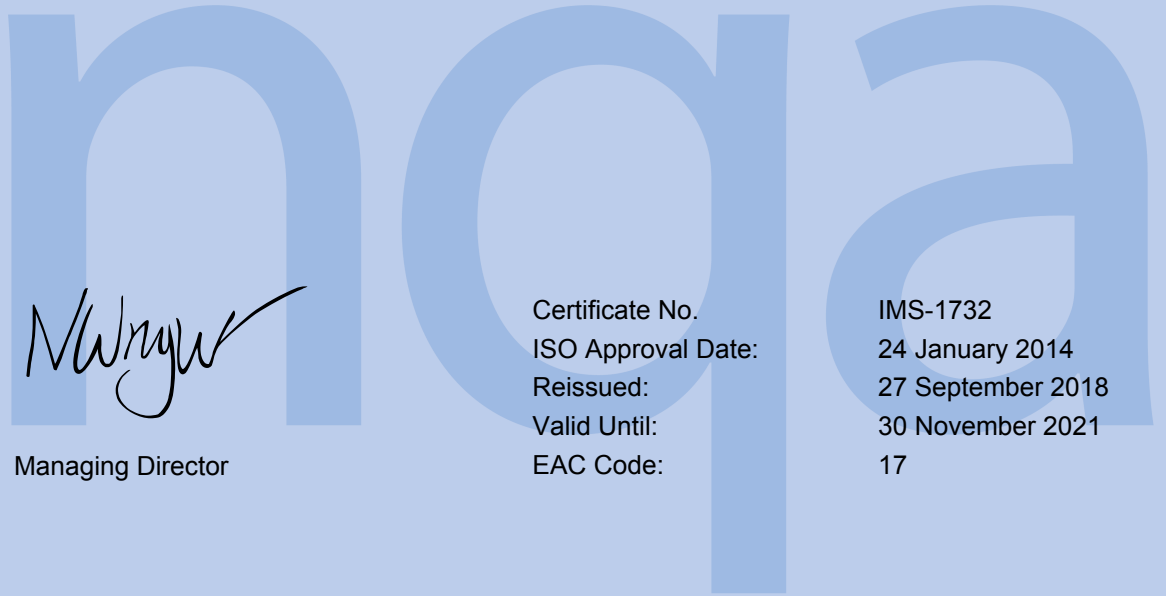 nqa
Certificate No. IMS-1732
ISO Approval Date: 24 January 2014
Reissued: 27 September 2018
Valid Until: 30 November 2021
EAC Code: 17
Managing Director